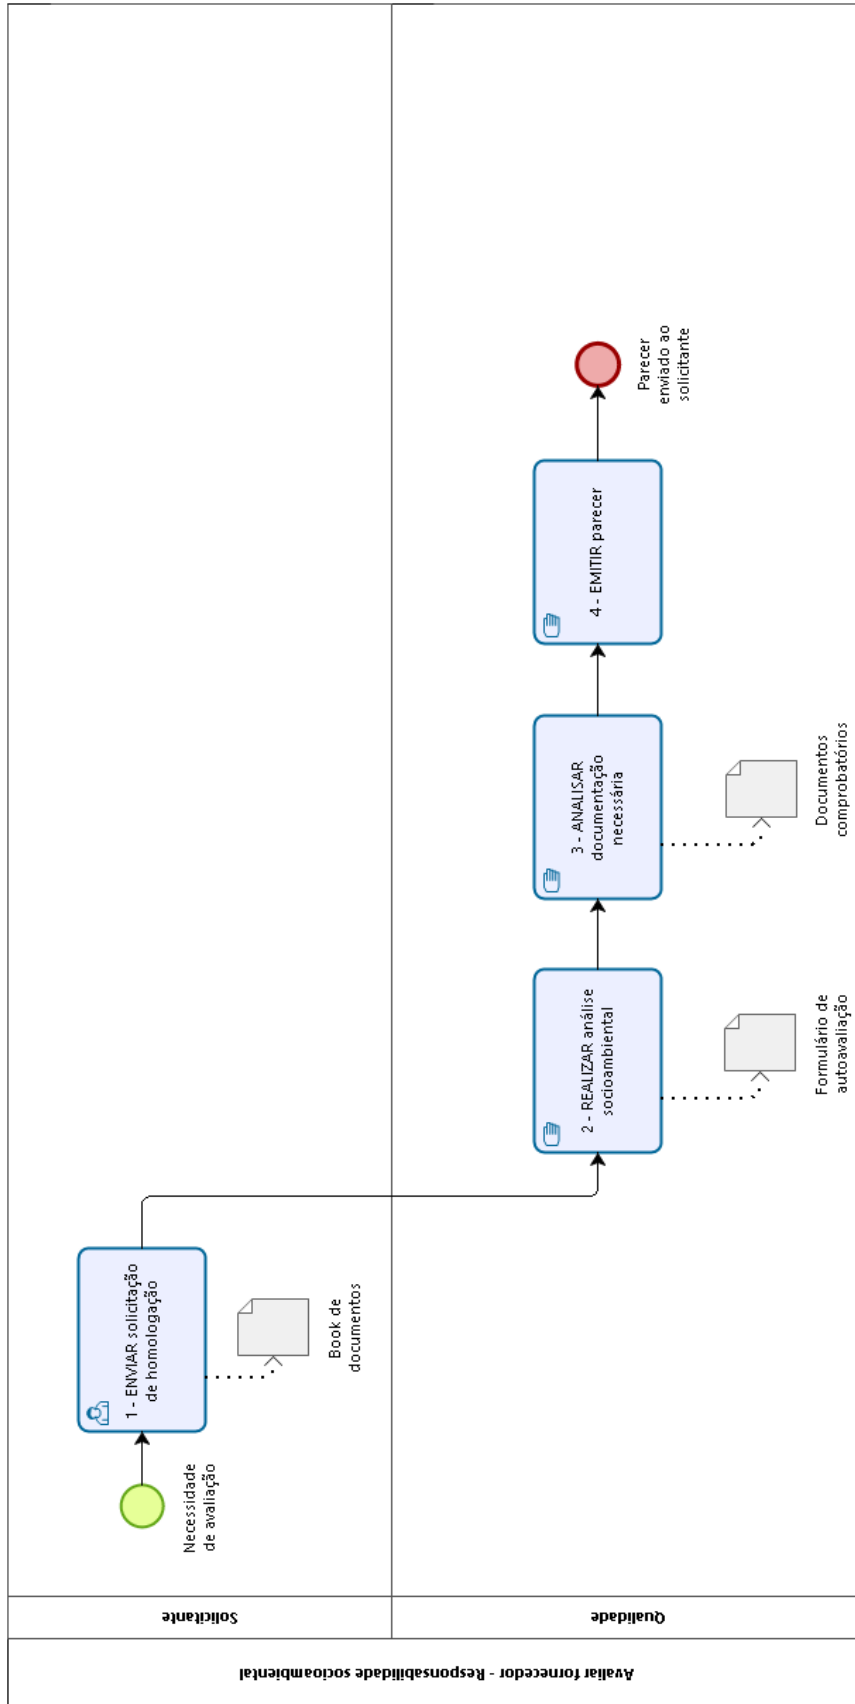 Avaliar fornecedor - Responsabilidade socioambiental
Solicitante
Qualidade
Necessidade
de avaliação
1 - ENVIAR solicitação
de homologação
Book de
documentos
2 - REALIZAR análise
socioambiental
Formulário de
autoavaliação
3 - ANALISAR
documentação
necessária
Documentos
comprobatórios
4 - EMITIR parecer
Parecer
enviado ao
solicitante